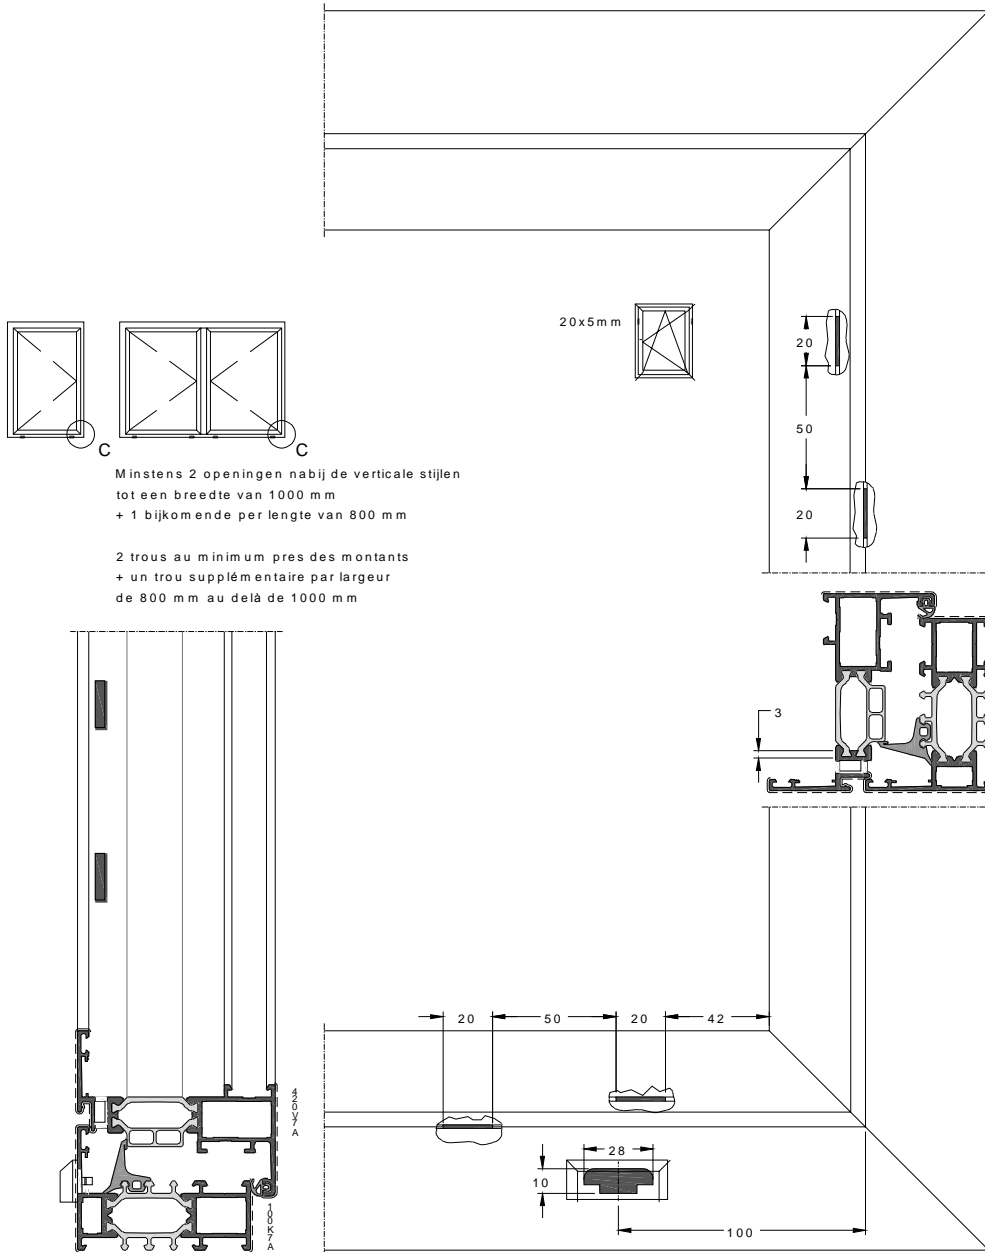 20x5mm
20
50
20
C
C
Minstens 2 openingen nabij de verticale stijlen
tot een breedte van 1000 mm
+ 1 bijkomende per lengte van 800 mm
2 trous au minimum pres des montants
+ un trou supplémentaire par largeur
de 800 mm au delà de 1000 mm
3
20
50
20
42
420V7A
28
10
100K7A
100